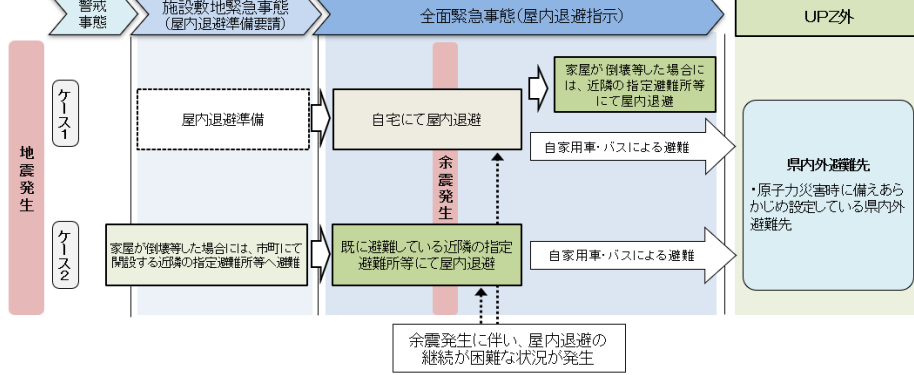 警戒
事態
施設敷地緊急事態
(屋内退避準備要請)
全面緊急事態(屋内退避指示)
UPZ外
地震発生
ケース1
屋内退避準備
自宅にて屋内退避
家屋が倒壊等した場合に
は、近隣の指定避難所等
にて屋内退避
自家用車・バスによる避難
余震発生
県内外避難先
・原子力災害時に備えあら
かじめ設定している県内外
避難先
ケース2
家屋が倒壊等した場合には、市町にて
開設する近隣の指定避難所等へ避難
既に避難している近隣の指定
避難所等にて屋内退避
自家用車・バスによる避難
余震発生に伴い、屋内退避の
継続が困難な状況が発生